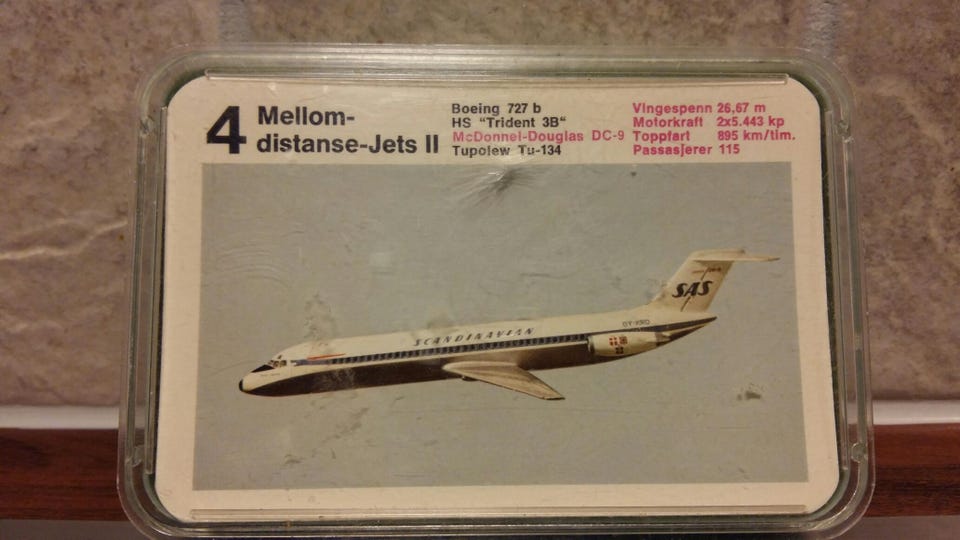 4
Mellom-
distanse-Jets II
Boeing 727 b
HS "Trident 3B"
McDonnel-Douglas DC-9
Tupolew Tu-134
Vingespenn 26,67 m
Motorkraft 2x5.443 kp
Toppfart 895 km/tim.
Passasjerer 115
SAS
SCANDINAVIAN